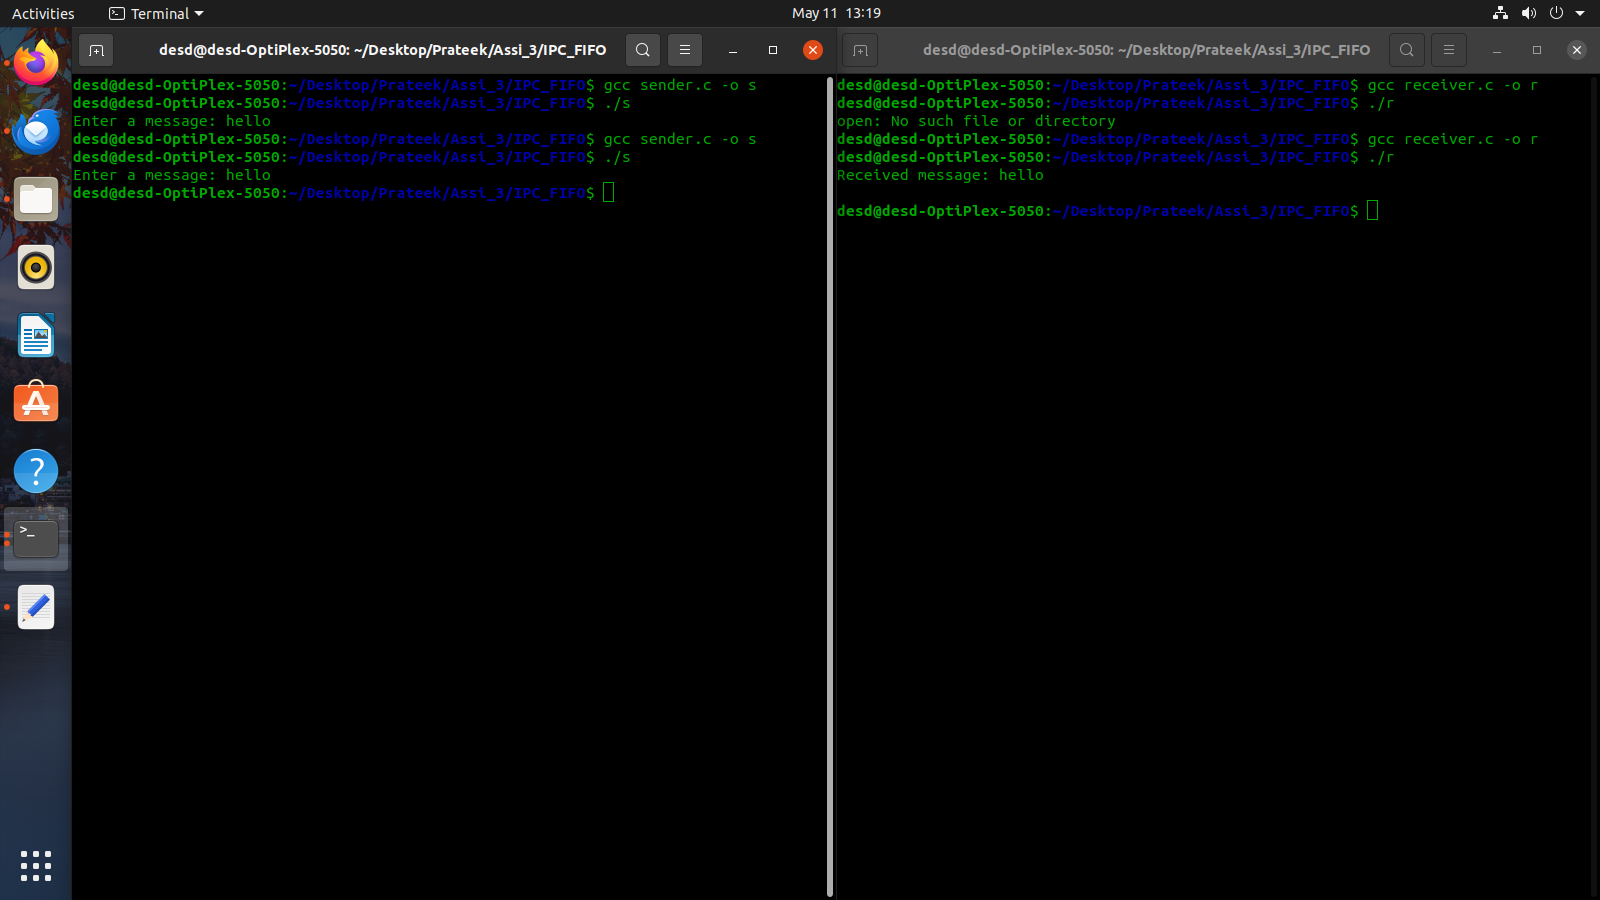 Activities Terminal May 11 13:19
desd@desd-OptiPlex-5050: ~/Desktop/Prateek/Assi_3/IPC_FIFO
desd@desd-OptiPlex-5050:~/Desktop/Prateek/Assi_3/IPC_FIFO$ gcc sender.c -o s
desd@desd-OptiPlex-5050:~/Desktop/Prateek/Assi_3/IPC_FIFO$ ./s
Enter a message: hello
desd@desd-OptiPlex-5050:~/Desktop/Prateek/Assi_3/IPC_FIFO$ gcc sender.c -o s
desd@desd-OptiPlex-5050:~/Desktop/Prateek/Assi_3/IPC_FIFO$ ./s
Enter a message: hello
desd@desd-OptiPlex-5050:~/Desktop/Prateek/Assi_3/IPC_FIFO$
desd@desd-OptiPlex-5050: ~/Desktop/Prateek/Assi_3/IPC_FIFO
desd@desd-OptiPlex-5050:~/Desktop/Prateek/Assi_3/IPC_FIFO$ gcc receiver.c -o r
desd@desd-OptiPlex-5050:~/Desktop/Prateek/Assi_3/IPC_FIFO$ ./r
open: No such file or directory
desd@desd-OptiPlex-5050:~/Desktop/Prateek/Assi_3/IPC_FIFO$ gcc receiver.c -o r
desd@desd-OptiPlex-5050:~/Desktop/Prateek/Assi_3/IPC_FIFO$ ./r
Received message: hello
desd@desd-OptiPlex-5050:~/Desktop/Prateek/Assi_3/IPC_FIFO$